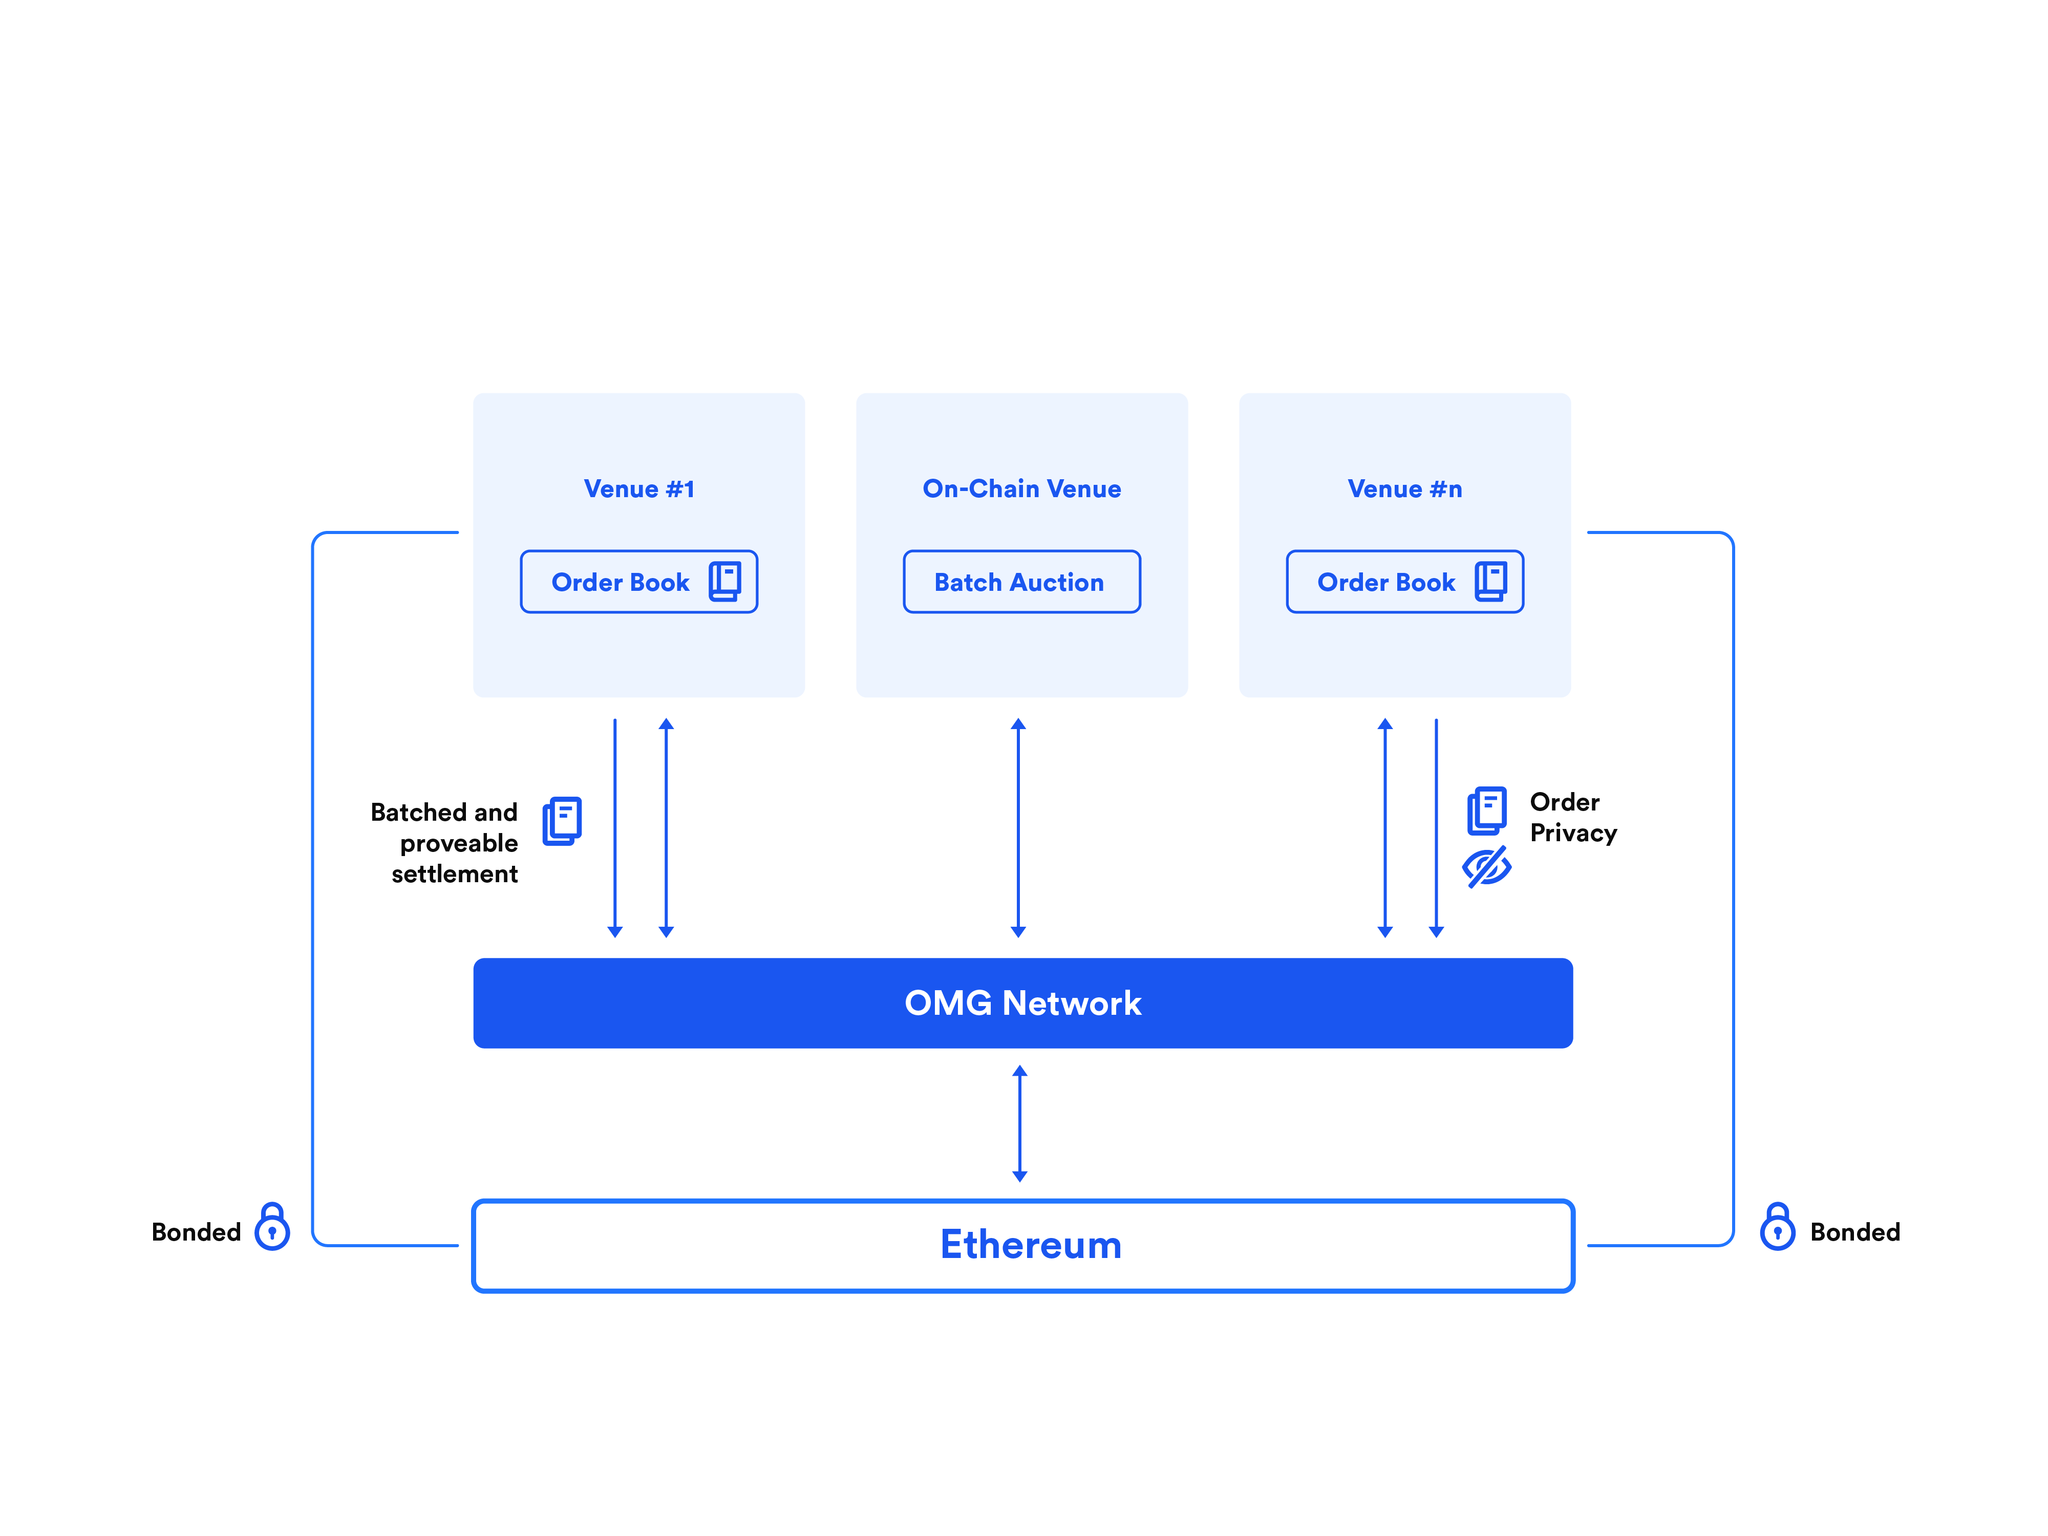 Venue #1
On-Chain Venue
Venue #n
Order Book
Batch Auction
Order Book
Batched and
proveable
settlement
Order
Privacy
OMG Network
Bonded
Ethereum
Bonded